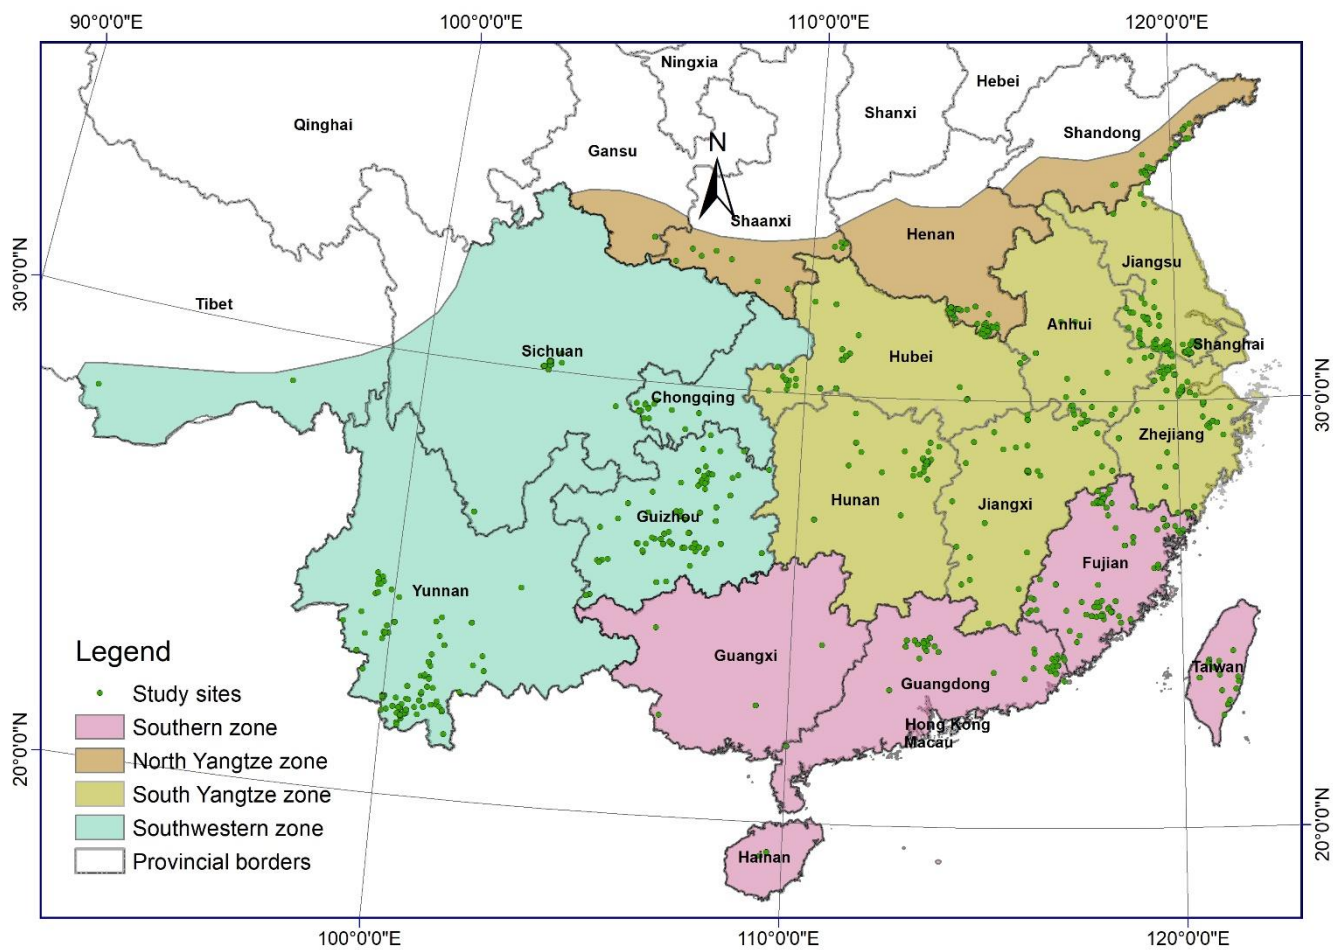 90°0'0"E
100°0'0"E
110°0'0"E
120°0'0"E
Ningxia
Hebei
Shanxi
Qinghai
Shandong
Gansu
N
Shaanxi
Henan
30°0'0"N
Jiangsu
Tibet
Anhui
Shanghai
Sichuan
Hubei
Chongqing
30°0'0"N
Zhejiang
Hunan
Jiangxi
Guizhou
Fujian
Yunnan
Legend
Guangxi
Taiwan
Guangdong
Study sites
Hong Kong
Southern zone
Macau
20°0'0"N
North Yangtze zone
South Yangtze zone
Southwestern zone
20°0'0"N
Hainan
Provincial borders
100°0'0"E
110°0'0"E
120°0'0"E